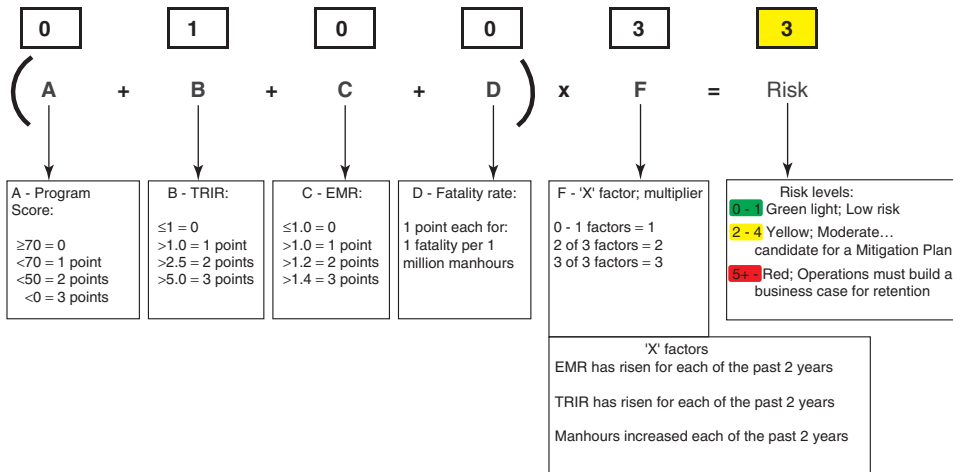 0 1 0 0 3 3
( A + B + C + D ) x F = Risk
A - Program
Score:
≥70 = 0
<70 = 1 point
<50 = 2 points
<0 = 3 points
B - TRIR:
≤1 = 0
>1.0 = 1 point
>2.5 = 2 points
>5.0 = 3 points
C - EMR:
≤1.0 = 0
>1.0 = 1 point
>1.2 = 2 points
>1.4 = 3 points
D - Fatality rate:
1 point each for:
1 fatality per 1
million manhours
F - 'X' factor; multiplier
0 - 1 factors = 1
2 of 3 factors = 2
3 of 3 factors = 3
Risk levels:
0 - 1 Green light; Low risk
2 - 4 Yellow; Moderate…
candidate for a Mitigation Plan
5+ - Red; Operations must build a
business case for retention
'X' factors
EMR has risen for each of the past 2 years
TRIR has risen for each of the past 2 years
Manhours increased each of the past 2 years